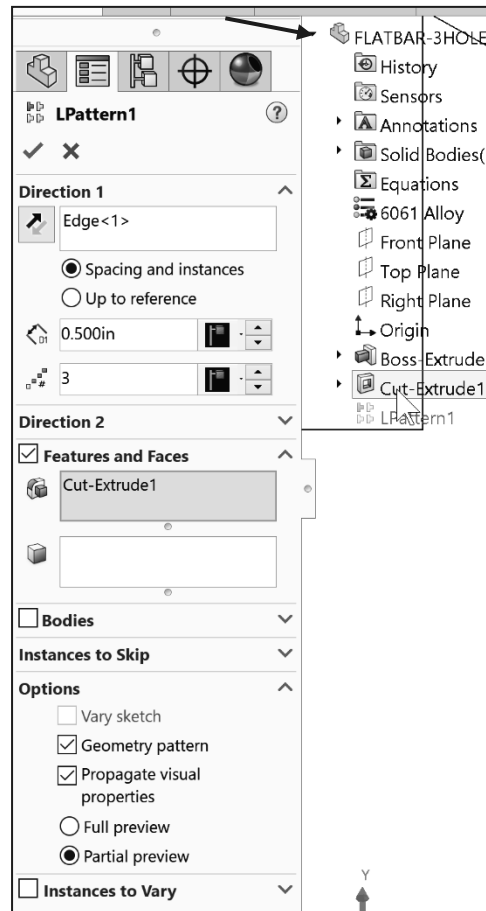 LPattern1
?
Direction 1
Edge<1>
Spacing and instances
Up to reference
D1
0.500in
#
3
Direction 2
Features and Faces
Cut-Extrude1
Bodies
Instances to Skip
Options
Vary sketch
Geometry pattern
Propagate visual
properties
Full preview
Partial preview
Instances to Vary
FLATBAR-3HOLE
History
Sensors
A Annotations
Solid Bodies(
Σ Equations
6061 Alloy
Front Plane
Top Plane
Right Plane
Origin
Boss-Extrude
Cut-Extrude1
LPattern1
Y